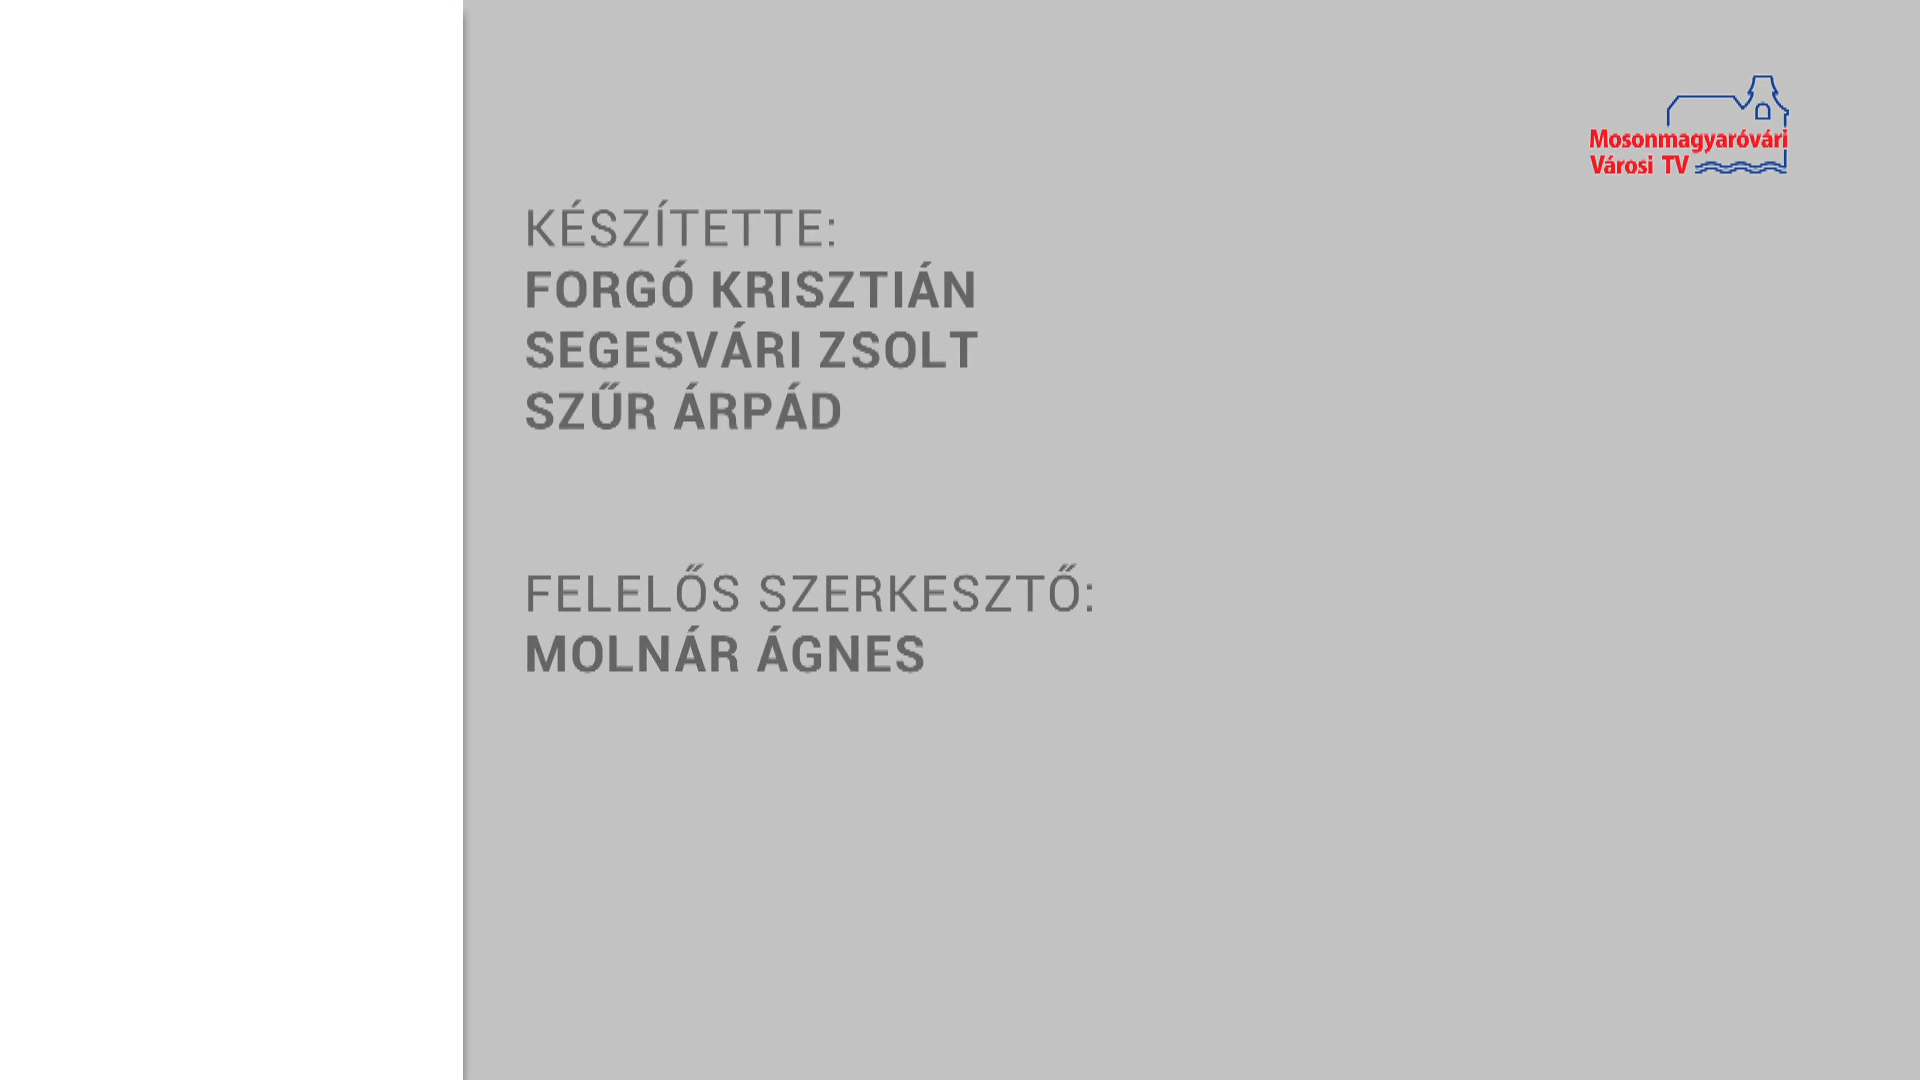 Mosonmagyaróvári
Városi TV
KÉSZÍTETTE:
FORGÓ KRISZTIÁN
SEGESVÁRI ZSOLT
SZŰR ÁRPÁD
FELELŐS SZERKESZTŐ:
MOLNÁR ÁGNES